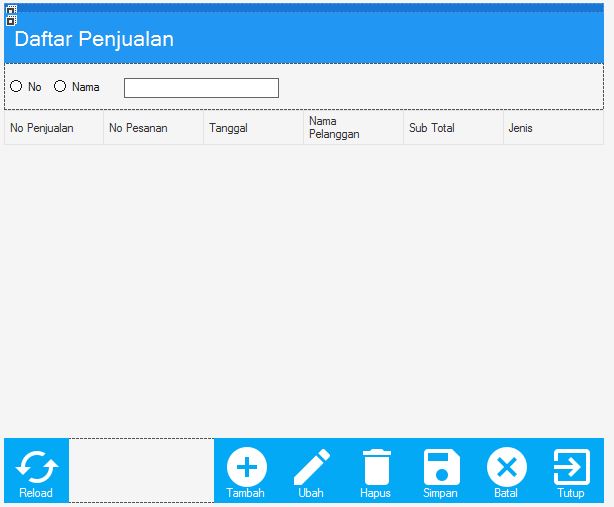 Daftar Penjualan
No Nama
No Penjualan No Pesanan Tanggal Nama Pelanggan Sub Total Jenis
Reload Tambah Ubah Hapus Simpan Batal Tutup